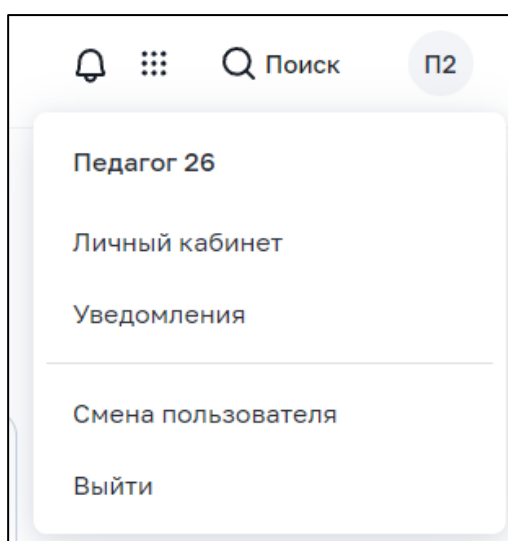 Поиск П2
Педагог 26
Личный кабинет
Уведомления
Смена пользователя
Выйти